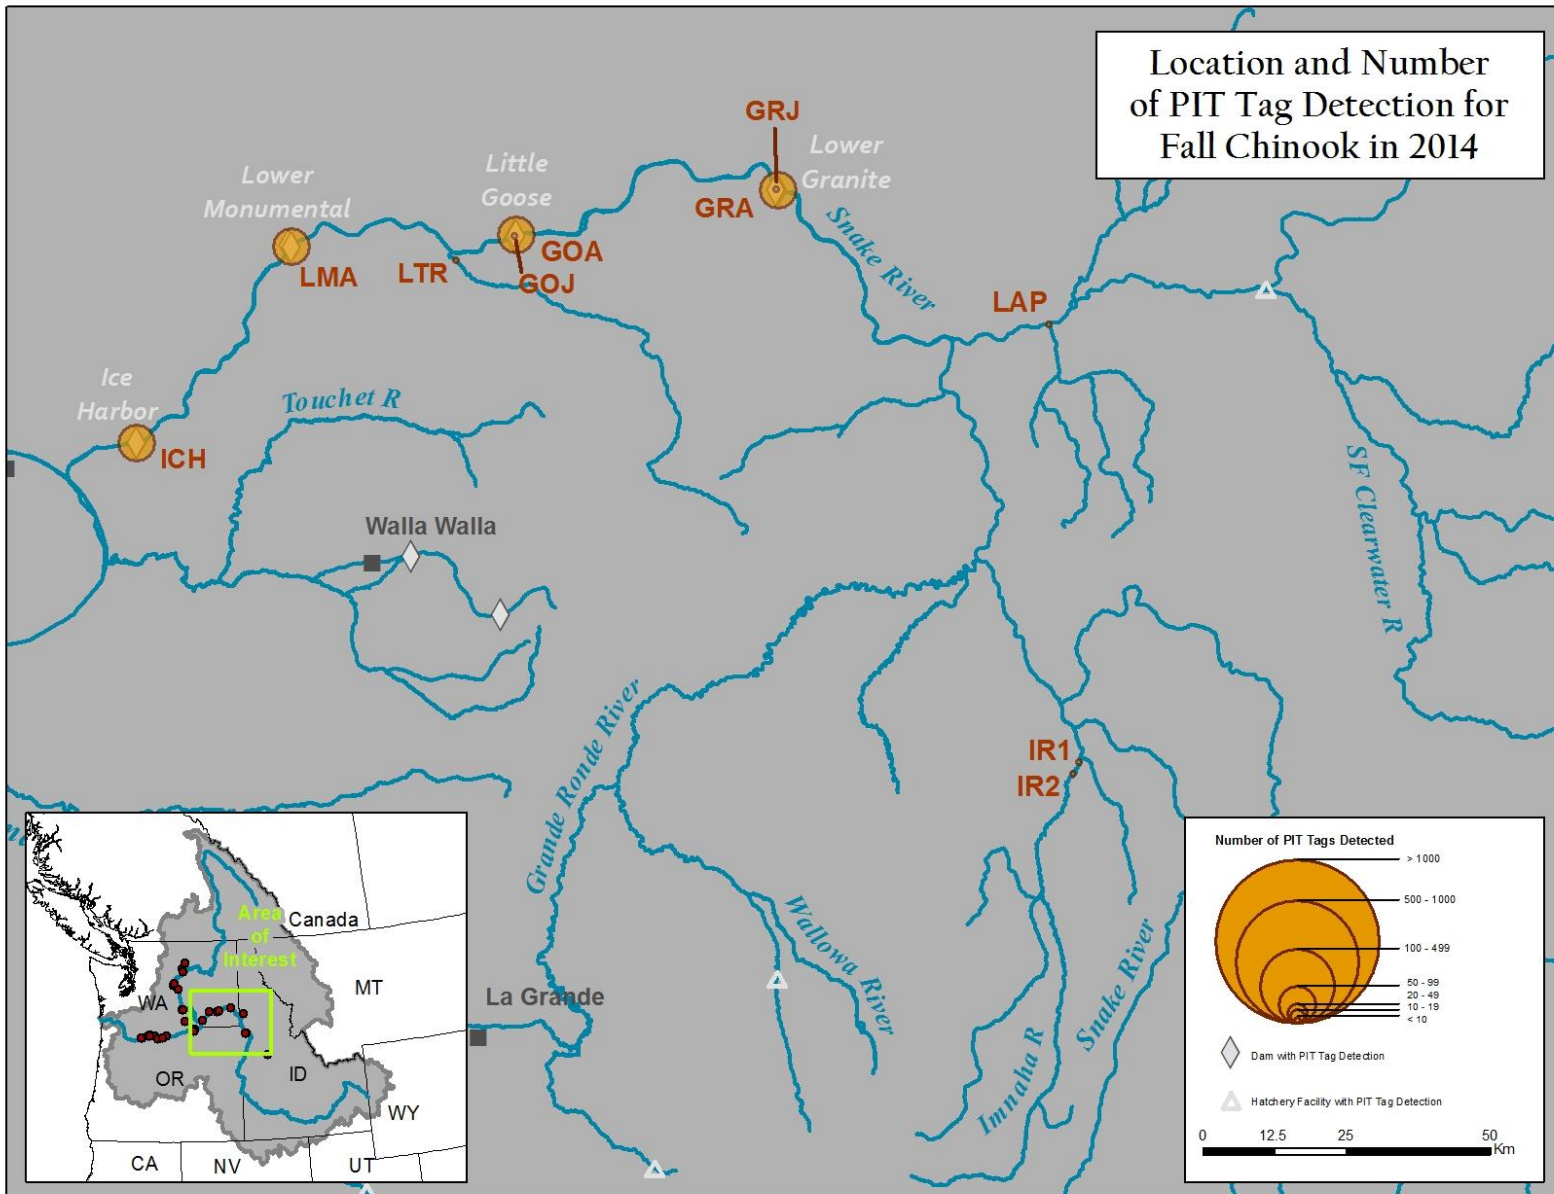 Location and Number
of PIT Tag Detection for
Fall Chinook in 2014
GRJ
Lower
Granite
GRA
Little
Goose
GOA
GOJ
Lower
Monumental
LMA
LTR
Snake River
LAP
Ice
Harbor
ICH
Touchet R
Walla Walla
SF Clearwater R
Grande Ronde River
IR1
IR2
Wallowa River
Imnaha R
Snake River
La Grande
Canada
Area
of
Interest
WA
MT
OR
ID
WY
CA
NV
UT
Number of PIT Tags Detected
> 1000
500 - 1000
100 - 499
50 - 99
20 - 49
10 - 19
< 10
Dam with PIT Tag Detection
Hatchery Facility with PIT Tag Detection
0 12.5 25 50
Km